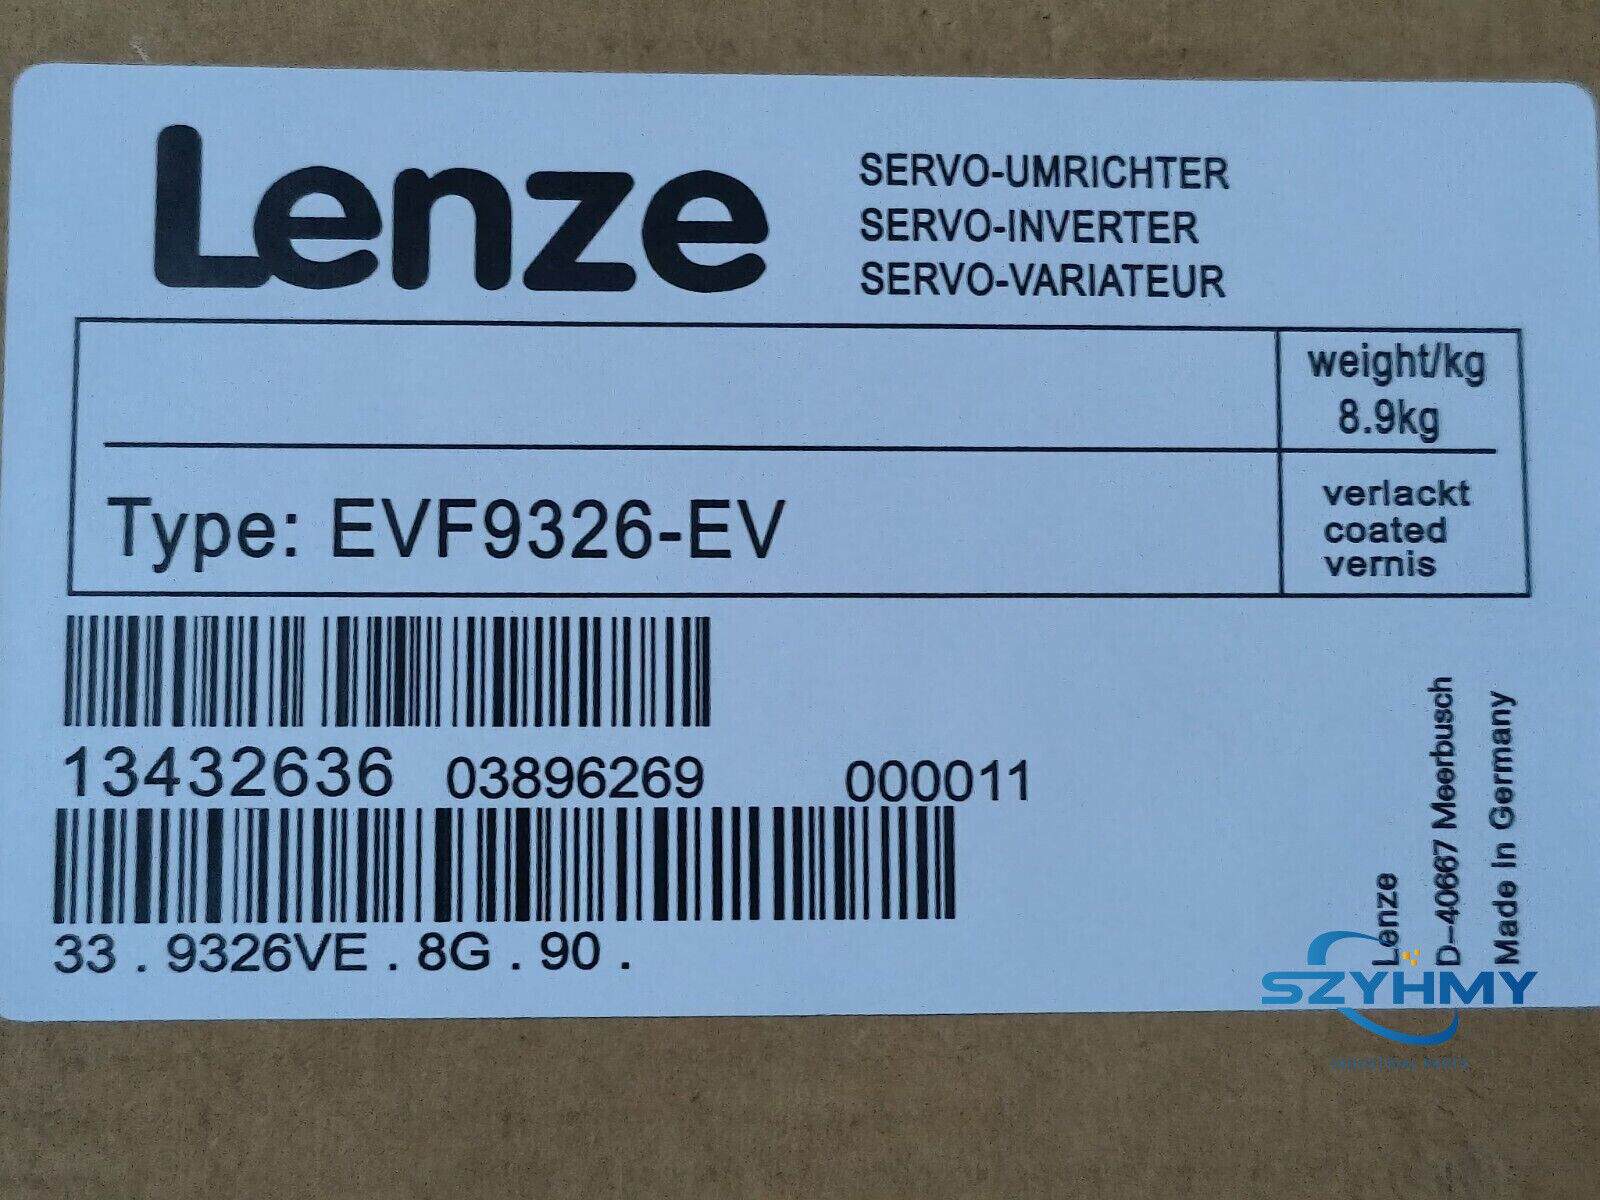 Lenze
SERVO-UMRICHTER
SERVO-INVERTER
SERVO-VARIATEUR
weight/kg
8.9kg
Type: EVF9326-EV
verlackt
coated
vernis
13432636 03896269 000011
33 . 9326VE . 8G . 90 .
Lenze
D-40667 Meerbusch
Made In Germany
SZYHMY